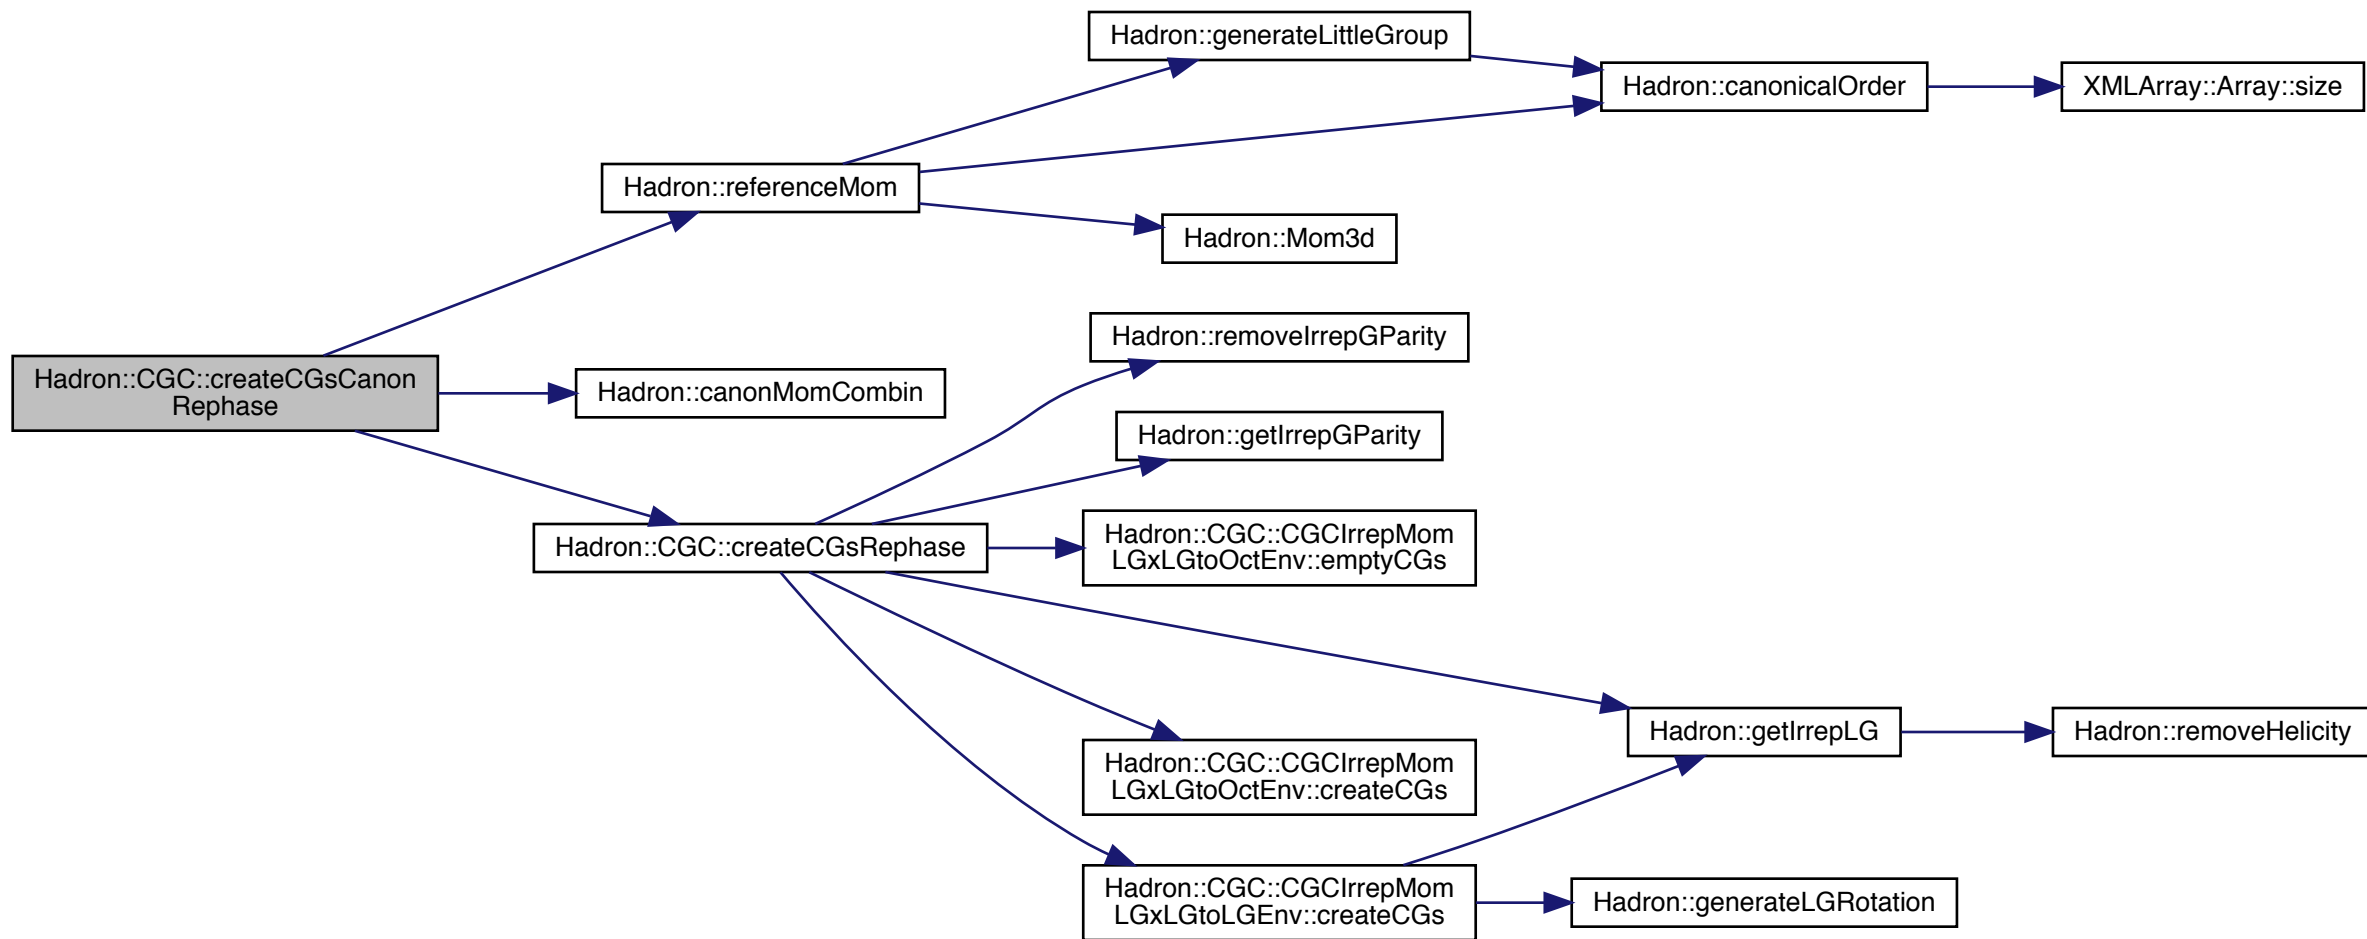 Hadron::generateLittleGroup
Hadron::canonicalOrder
XMLArray::Array::size
Hadron::referenceMom
Hadron::Mom3d
Hadron::removeIrrepGParity
Hadron::CGC::createCGsCanon
Rephase
Hadron::canonMomCombin
Hadron::getIrrepGParity
Hadron::CGC::createCGsRephase
Hadron::CGC::CGCIrrepMom
LGxLGtoOctEnv::emptyCGs
Hadron::getIrrepLG
Hadron::removeHelicity
Hadron::CGC::CGCIrrepMom
LGxLGtoOctEnv::createCGs
Hadron::CGC::CGCIrrepMom
LGxLGtoLGEnv::createCGs
Hadron::generateLGRotation